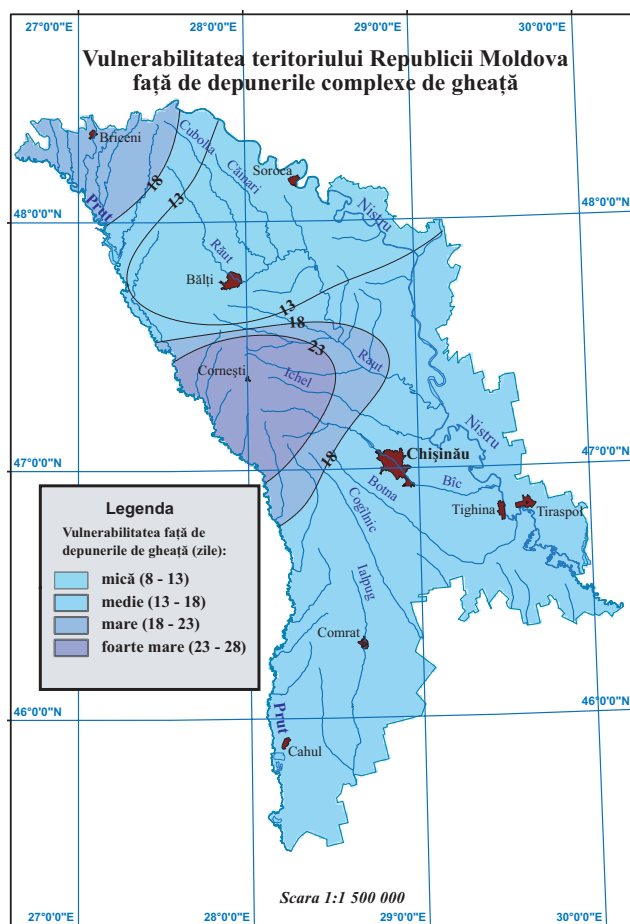 27°0'0"E 28°0'0"E 29°0'0"E 30°0'0"E
Vulnerabilitatea teritoriului Republicii Moldova
față de depunerile complexe de gheață
Briceni
Cubolta
Căinari
Soroca
18
13
Prut
Nistru
48°0'0"N 48°0'0"N
Răut
Bălți
13
18
23
Raut
Cornești
Ichel
Nistru
Chișinău
18
47°0'0"N 47°0'0"N
Botna
Bîc
Cogîlnic
Tighina
Tiraspol
Legenda
Vulnerabilitatea față de
depunerile de gheață (zile):
mică (8 - 13)
medie (13 - 18)
mare (18 - 23)
foarte mare (23 - 28)
Ialpug
Comrat
46°0'0"N 46°0'0"N
Prut
Cahul
Scara 1:1 500 000
27°0'0"E 28°0'0"E 29°0'0"E 30°0'0"E